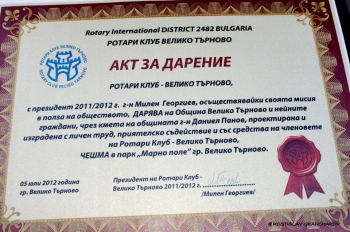 Rotary International DISTRICT 2482 BULGARIA
РОТАРИ КЛУБ ВЕЛИКО ТЪРНОВО
АКТ ЗА ДАРЕНИЕ
РОТАРИ КЛУБ - ВЕЛИКО ТЪРНОВО,
с президент 2011/2012 г. г-н Милен Георгиев, осъществявайки своята мисия
в полза на обществото, ДАРЯВА на Община Велико Търново и нейните
граждани, чрез кмета на общината г-н Даниел Панов, проектирана и
изградена с личен труд, приятелско съдействие и със средства на членовете
на Ротари Клуб - Велико Търново,
ЧЕШМА в парк „Марно поле" гр. Велико Търново.
05 юли 2012 година
гр. Велико Търново
Президент на Ротари Клуб -
Велико Търново 2011/2012 г.
/Милен Георгиев/